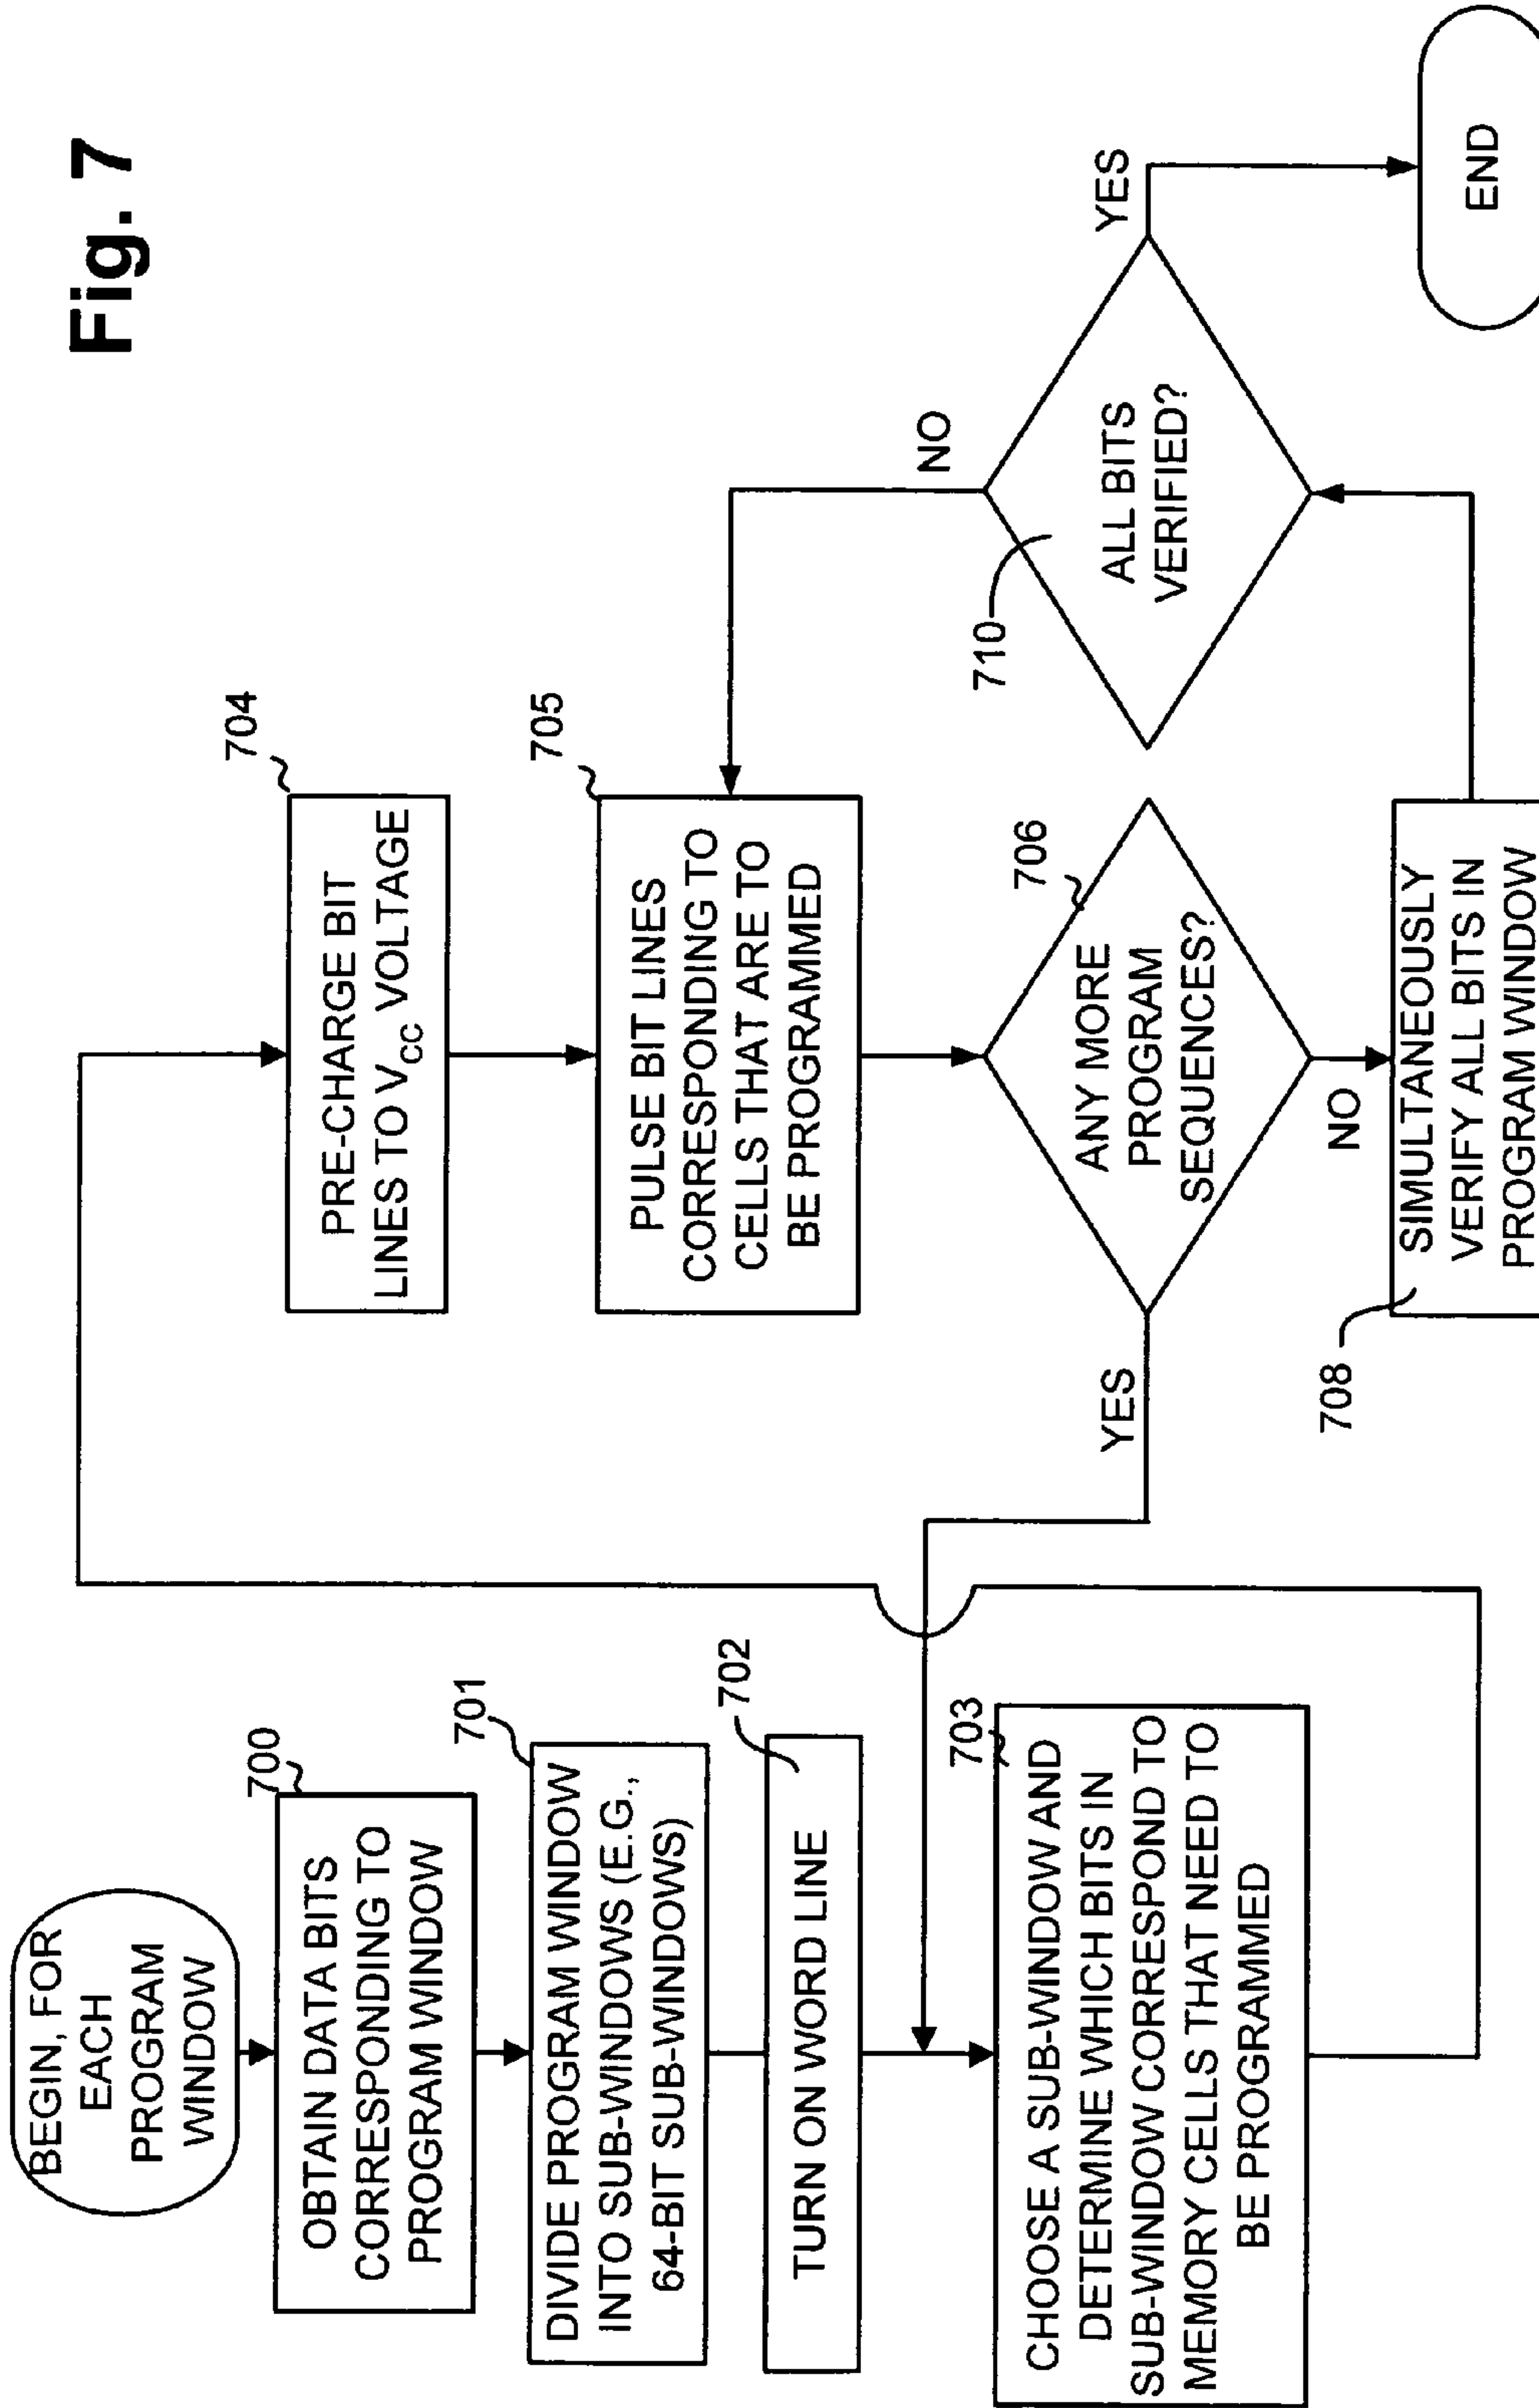 Fig. 7
BEGIN, FOR
EACH
PROGRAM
WINDOW
700
OBTAIN DATA BITS
CORRESPONDING TO
PROGRAM WINDOW
701
DIVIDE PROGRAM WINDOW
INTO SUB-WINDOWS (E.G.,
64-BIT SUB-WINDOWS)
702
TURN ON WORD LINE
703
CHOOSE A SUB-WINDOW AND
DETERMINE WHICH BITS IN
SUB-WINDOW CORRESPOND TO
MEMORY CELLS THAT NEED TO
BE PROGRAMMED
704
PRE-CHARGE BIT
LINES TO VCC VOLTAGE
705
PULSE BIT LINES
CORRESPONDING TO
CELLS THAT ARE TO
BE PROGRAMMED
706
ANY MORE
PROGRAM
SEQUENCES?
YES
NO
708
SIMULTANEOUSLY
VERIFY ALL BITS IN
PROGRAM WINDOW
710
ALL BITS
VERIFIED?
NO
YES
END